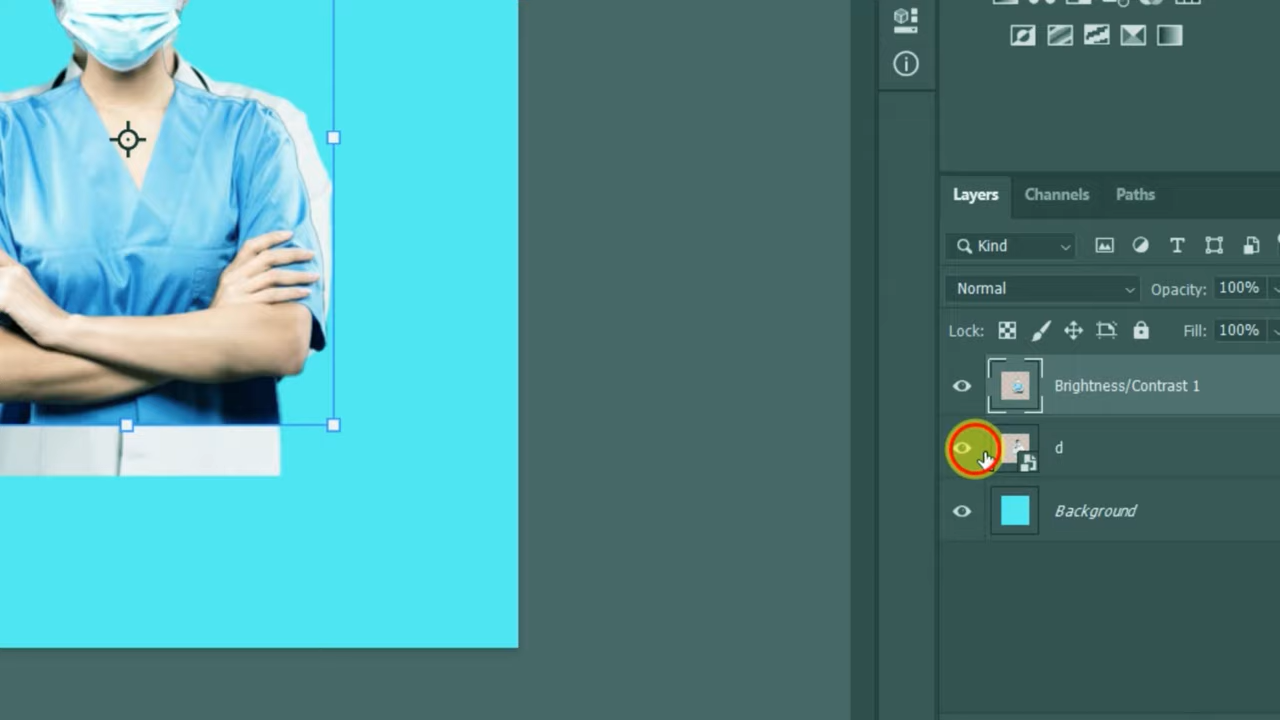 Layers Channels Paths
Kind
Normal Opacity: 100%
Lock: Fill: 100%
Brightness/Contrast 1
d
Background